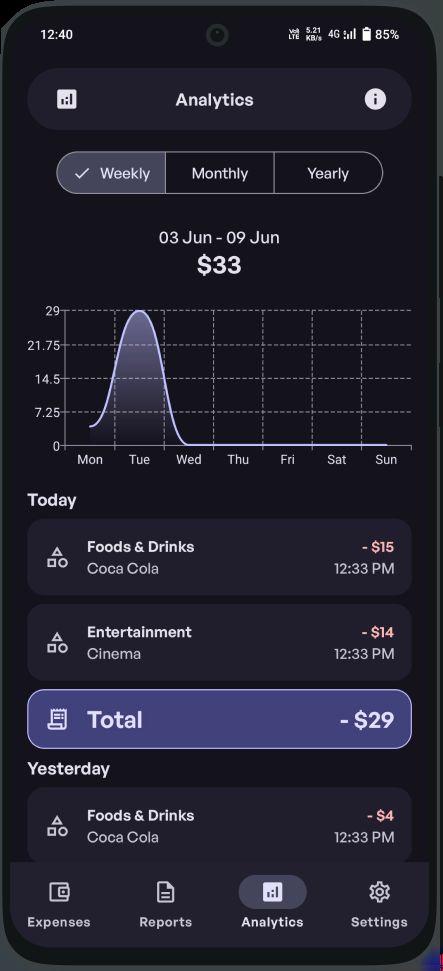 12:40
Vo)) LTE 5.21 KB/s 4G 85%
Analytics
Weekly Monthly Yearly
03 Jun - 09 Jun
$33
29
21.75
14.5
7.25
0
Mon Tue Wed Thu Fri Sat Sun
Today
Foods & Drinks - $15
Coca Cola 12:33 PM
Entertainment - $14
Cinema 12:33 PM
Total - $29
Yesterday
Foods & Drinks - $4
Coca Cola 12:33 PM
Expenses Reports Analytics Settings